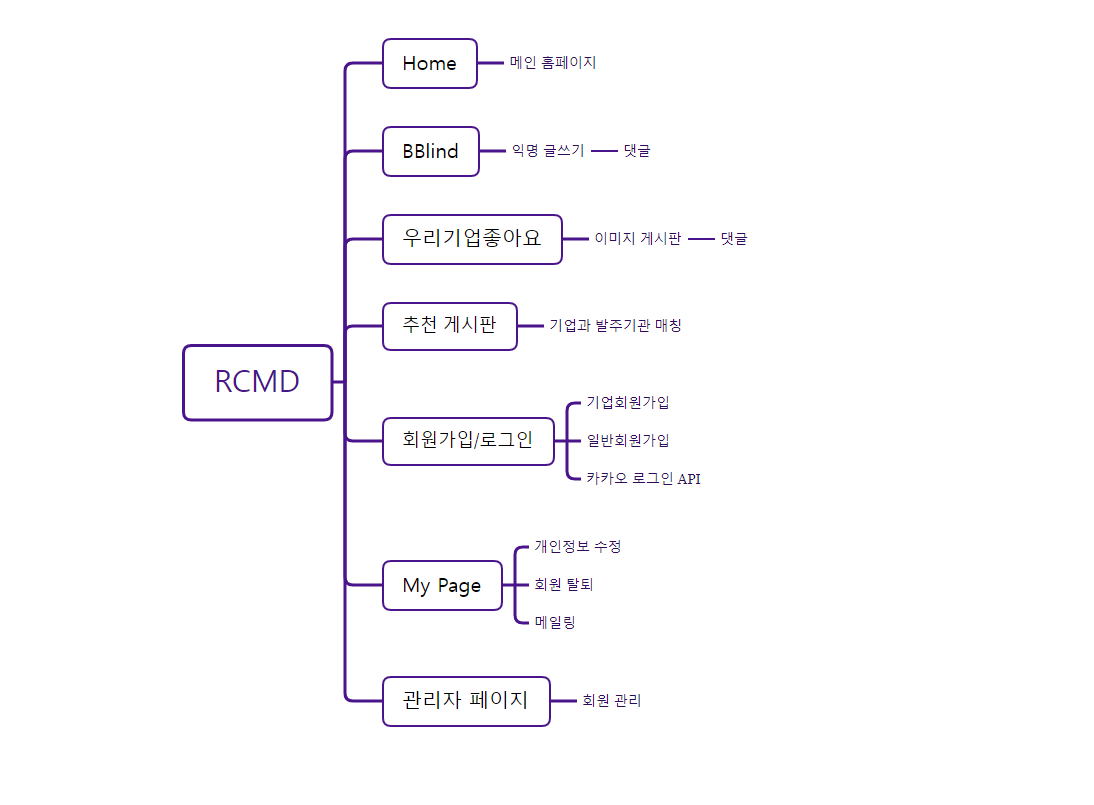 Home
메인 홈페이지
BBlind
익명 글쓰기
댓글
우리기업좋아요
이미지 게시판
댓글
추천 게시판
기업과 발주기관 매칭
RCMD
회원가입/로그인
기업회원가입
일반회원가입
카카오 로그인 API
My Page
개인정보 수정
회원 탈퇴
메일링
관리자 페이지
회원 관리